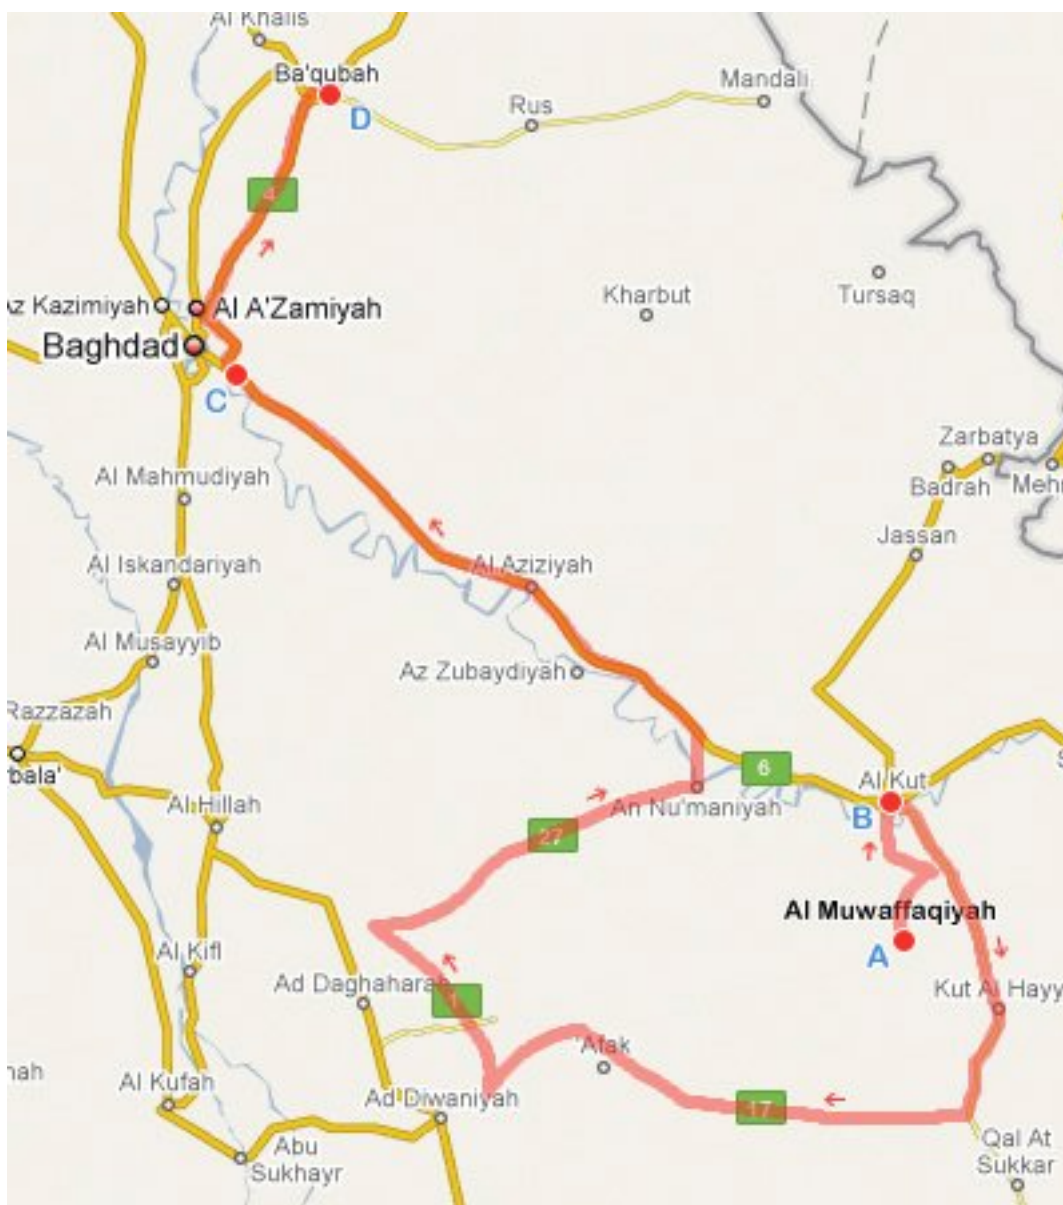 Al Khalis
Ba'qubah
D
Rus
Mandali
4
Az Kazimiyah
Al A'Zamiyah
Kharbut
Tursaq
Baghdad
C
Zarbatya
Badrah
Mehr
Al Mahmudiyah
Jassan
Al Iskandariyah
Al Aziziyah
Al Musayyib
Az Zubaydiyah
Razzazah
rbala'
6
Al Kut
Al Hillah
An Nu'maniyah
B
27
Al Muwaffaqiyah
A
Al Kifl
Ad Daghaharah
1
Kut Al Hayy
'Afak
nah
Al Kufah
Ad Diwaniyah
17
Abu
Sukhayr
Qal At
Sukkar